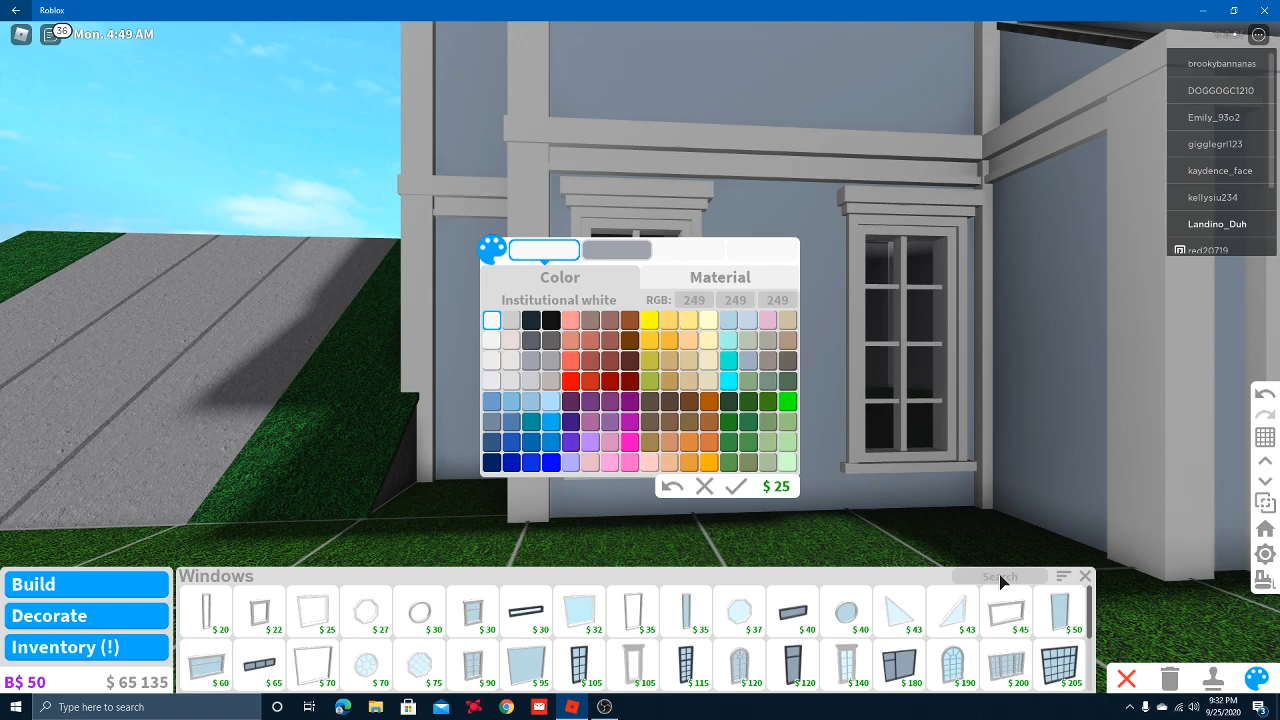 Roblox
36
Mon. 4:49 AM
brookybannanas
DOGGOGC1210
Emily_93o2
gigglegrl123
kaydence_face
kellysiu234
Landino_Duh
red20719
Color
Material
Institutional white
RGB: 249 249 249
$ 25
Build
Decorate
Inventory (!)
B$ 50
$ 65 135
Windows
Search
$ 20 $ 22 $ 25 $ 27 $ 30 $ 30 $ 30 $ 32 $ 35 $ 35 $ 37 $ 40 $ 40 $ 43 $ 43 $ 45 $ 50
$ 60 $ 65 $ 70 $ 70 $ 75 $ 90 $ 95 $ 105 $ 105 $ 115 $ 120 $ 120 $ 140 $ 180 $ 190 $ 200 $ 205
Type here to search
9:32 PM
9/25/2020
3